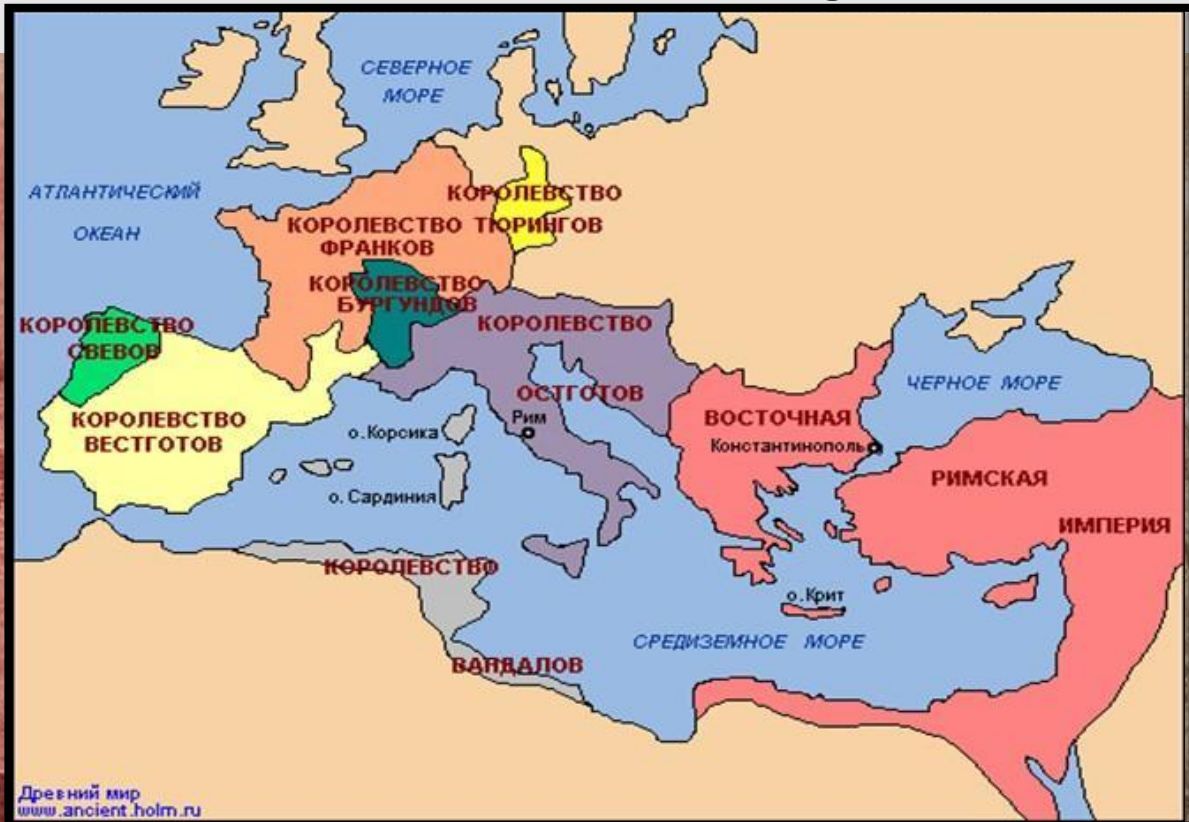 СЕВЕРНОЕ
МОРЕ
АТЛАНТИЧЕСКИЙ
ОКЕАН
КОРОЛЕВСТВО
ТЮРИНГОВ
КОРОЛЕВСТВО
ФРАНКОВ
КОРОЛЕВСТВО
БУРГУНДОВ
КОРОЛЕВСТВО
СВЕВОВ
КОРОЛЕВСТВО
ОСТГОТОВ
Рим
КОРОЛЕВСТВО
ВЕСТГОТОВ
о.Корсика
о. Сардиния
ЧЕРНОЕ МОРЕ
ВОСТОЧНАЯ
Константинополь
РИМСКАЯ
ИМПЕРИЯ
КОРОЛЕВСТВО
ВАНДАЛОВ
о.Крит
СРЕДИЗЕМНОЕ МОРЕ
Древний мир
www.ancient.holm.ru